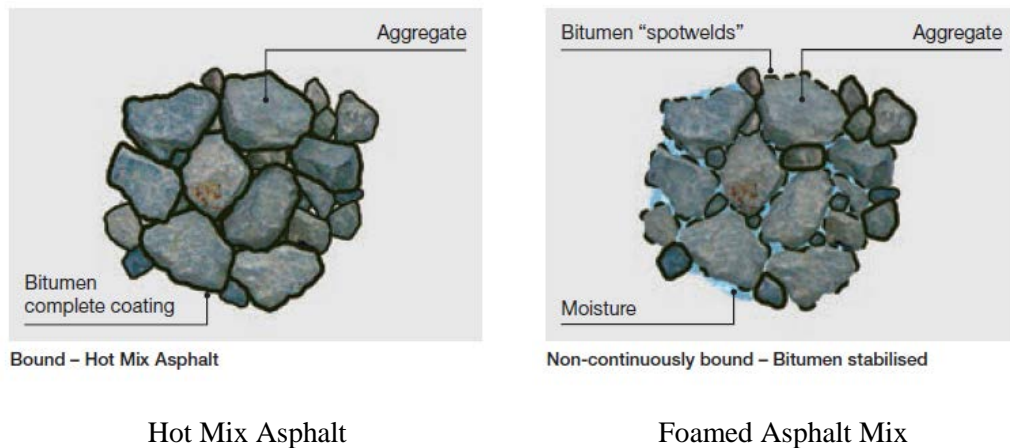 Aggregate
Bitumen
complete coating
Bound – Hot Mix Asphalt
Hot Mix Asphalt
Bitumen “spotwelds”
Aggregate
Moisture
Non-continuously bound – Bitumen stabilised
Foamed Asphalt Mix